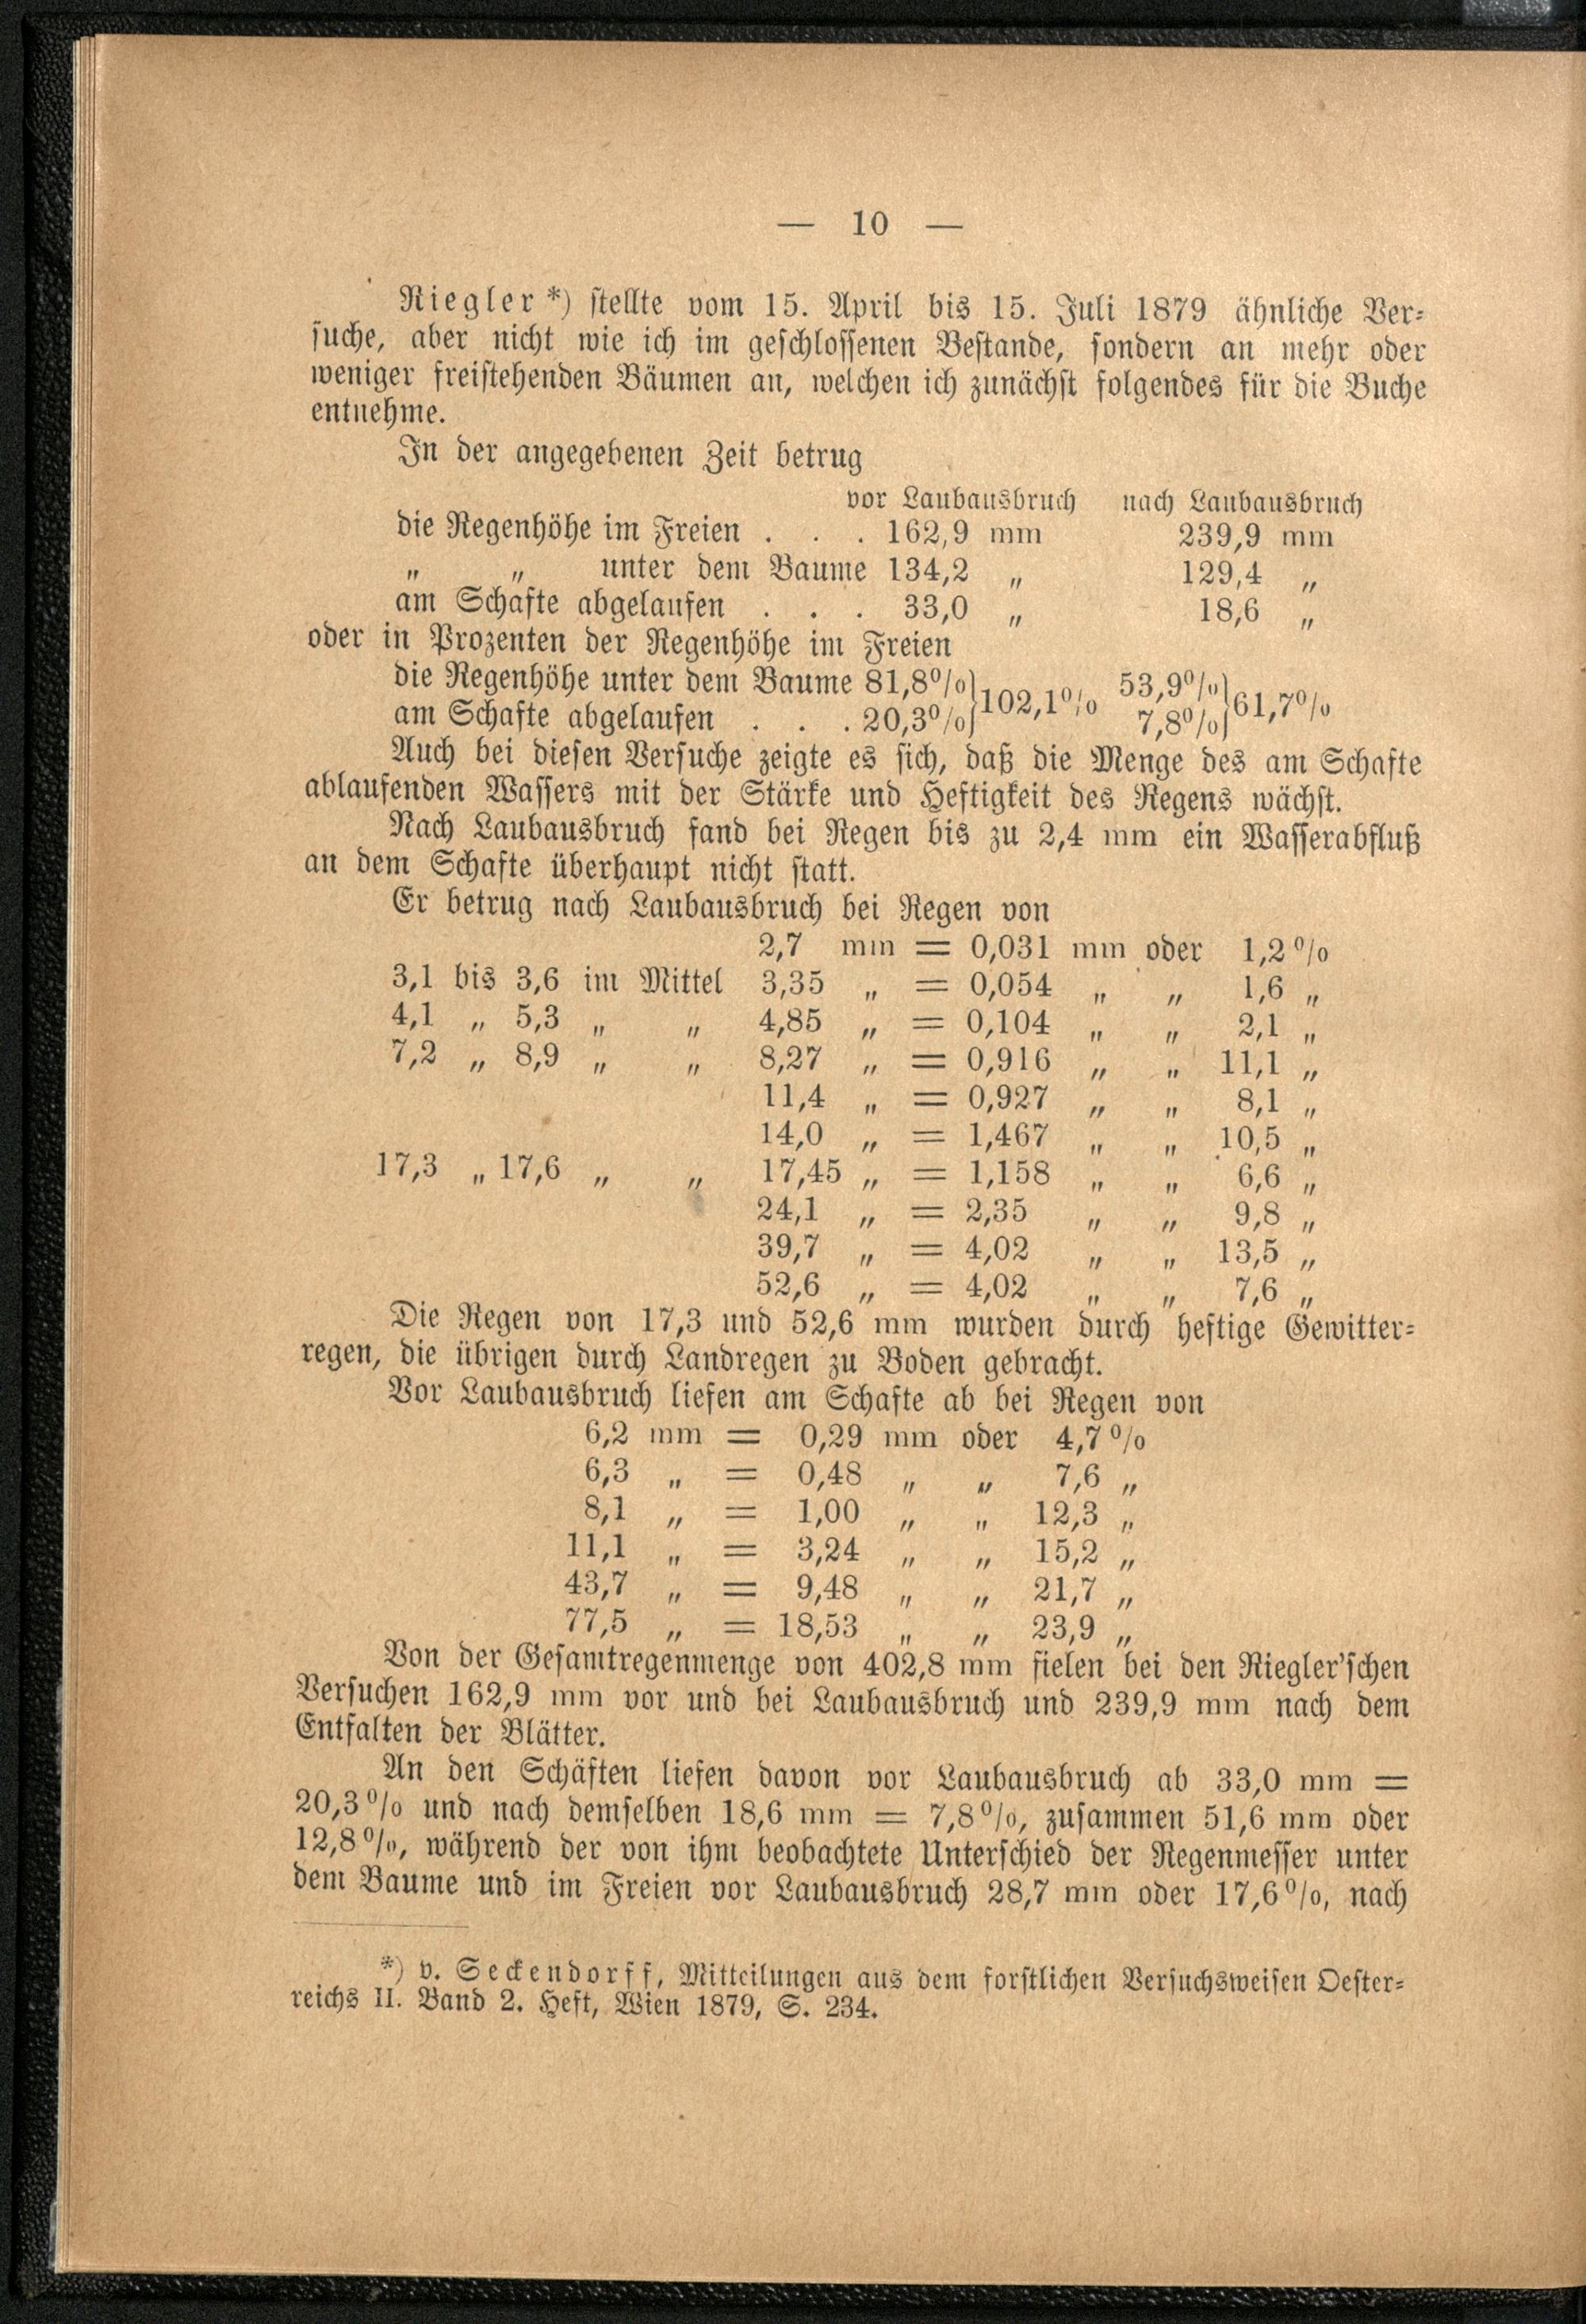 — 10 —
Riegler *) stellte vom 15. April bis 15. Juli 1879 ähnliche Ver-
suche, aber nicht wie ich im geschlossenen Bestande, sondern an mehr oder
weniger freistehenden Bäumen an, welchen ich zunächst folgendes für die Buche
entnehme.
In der angegebenen Zeit betrug
vor Laubausbruch nach Laubausbruch
die Regenhöhe im Freien . . . 162,9 mm 239,9 mm
„ „ unter dem Baume 134,2 „ 129,4 „
am Schafte abgelaufen . . . 33,0 „ 18,6 „
oder in Prozenten der Regenhöhe im Freien
die Regenhöhe unter dem Baume 81,8% } 102,1% 53,9% } 61,7%
am Schafte abgelaufen . . . 20,3% } 7,8% }
Auch bei diesen Versuche zeigte es sich, daß die Menge des am Schafte
ablaufenden Wassers mit der Stärke und Heftigkeit des Regens wächst.
Nach Laubausbruch fand bei Regen bis zu 2,4 mm ein Wasserabfluß
an dem Schafte überhaupt nicht statt.
Er betrug nach Laubausbruch bei Regen von
2,7 mm = 0,031 mm oder 1,2%
3,1 bis 3,6 im Mittel 3,35 „ = 0,054 „ „ 1,6 „
4,1 „ 5,3 „ „ 4,85 „ = 0,104 „ „ 2,1 „
7,2 „ 8,9 „ „ 8,27 „ = 0,916 „ „ 11,1 „
11,4 „ = 0,927 „ „ 8,1 „
14,0 „ = 1,467 „ „ 10,5 „
17,3 „ 17,6 „ „ 17,45 „ = 1,158 „ „ 6,6 „
24,1 „ = 2,35 „ „ 9,8 „
39,7 „ = 4,02 „ „ 13,5 „
52,6 „ = 4,02 „ „ 7,6 „
Die Regen von 17,3 und 52,6 mm wurden durch heftige Gewitter-
regen, die übrigen durch Landregen zu Boden gebracht.
Vor Laubausbruch liefen am Schafte ab bei Regen von
6,2 mm = 0,29 mm oder 4,7%
6,3 „ = 0,48 „ „ 7,6 „
8,1 „ = 1,00 „ „ 12,3 „
11,1 „ = 3,24 „ „ 15,2 „
43,7 „ = 9,48 „ „ 21,7 „
77,5 „ = 18,53 „ „ 23,9 „
Von der Gesamtregenmenge von 402,8 mm fielen bei den Riegler'schen
Versuchen 162,9 mm vor und bei Laubausbruch und 239,9 mm nach dem
Entfalten der Blätter.
An den Schäften liefen davon vor Laubausbruch ab 33,0 mm =
20,3% und nach demselben 18,6 mm = 7,8%, zusammen 51,6 mm oder
12,8%, während der von ihm beobachtete Unterschied der Regenmesser unter
dem Baume und im Freien vor Laubausbruch 28,7 mm oder 17,6%, nach
*) v. Seckendorff, Mitteilungen aus dem forstlichen Versuchsweisen Oester-
reichs II. Band 2. Heft, Wien 1879, S. 234.